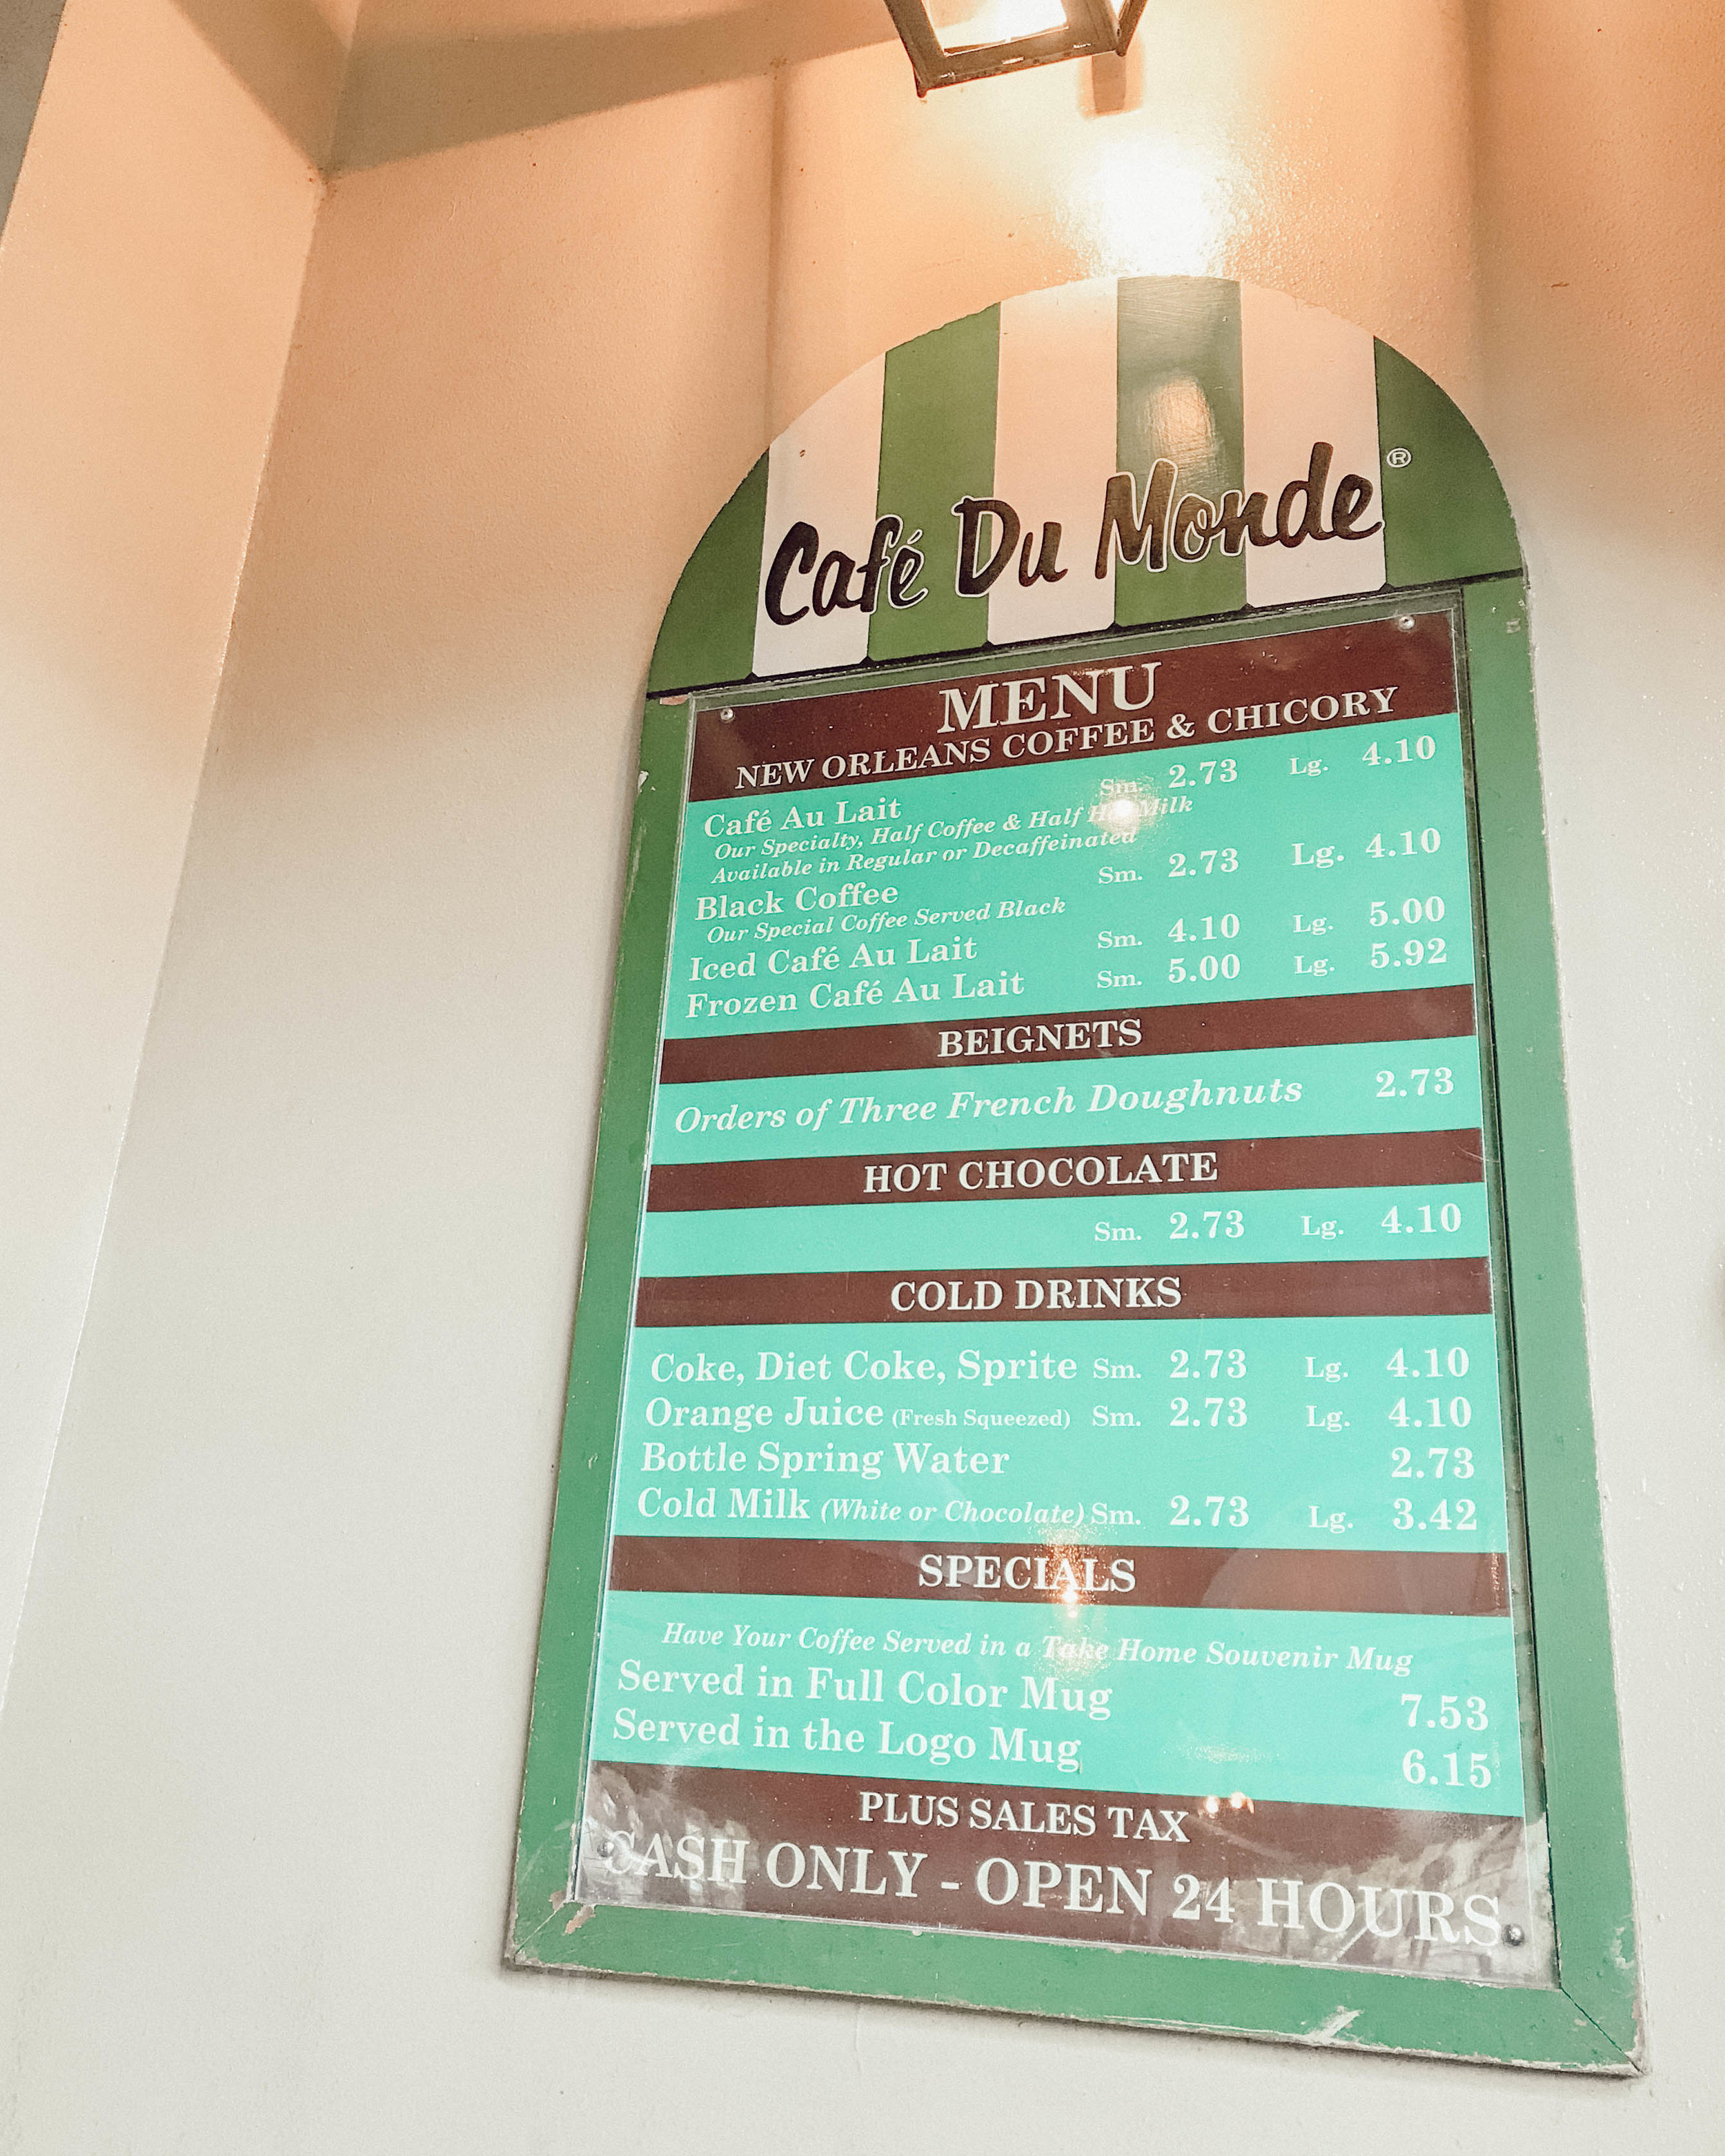 Café Du Monde ®
MENU
NEW ORLEANS COFFEE & CHICORY
Café Au Lait Sm. 2.73 Lg. 4.10
Our Specialty, Half Coffee & Half Hot Milk
Available in Regular or Decaffeinated
Black Coffee Sm. 2.73 Lg. 4.10
Our Special Coffee Served Black
Iced Café Au Lait Sm. 4.10 Lg. 5.00
Frozen Café Au Lait Sm. 5.00 Lg. 5.92
BEIGNETS
Orders of Three French Doughnuts 2.73
HOT CHOCOLATE
Sm. 2.73 Lg. 4.10
COLD DRINKS
Coke, Diet Coke, Sprite Sm. 2.73 Lg. 4.10
Orange Juice (Fresh Squeezed) Sm. 2.73 Lg. 4.10
Bottle Spring Water 2.73
Cold Milk (White or Chocolate) Sm. 2.73 Lg. 3.42
SPECIALS
Have Your Coffee Served in a Take Home Souvenir Mug
Served in Full Color Mug 7.53
Served in the Logo Mug 6.15
PLUS SALES TAX
CASH ONLY - OPEN 24 HOURS